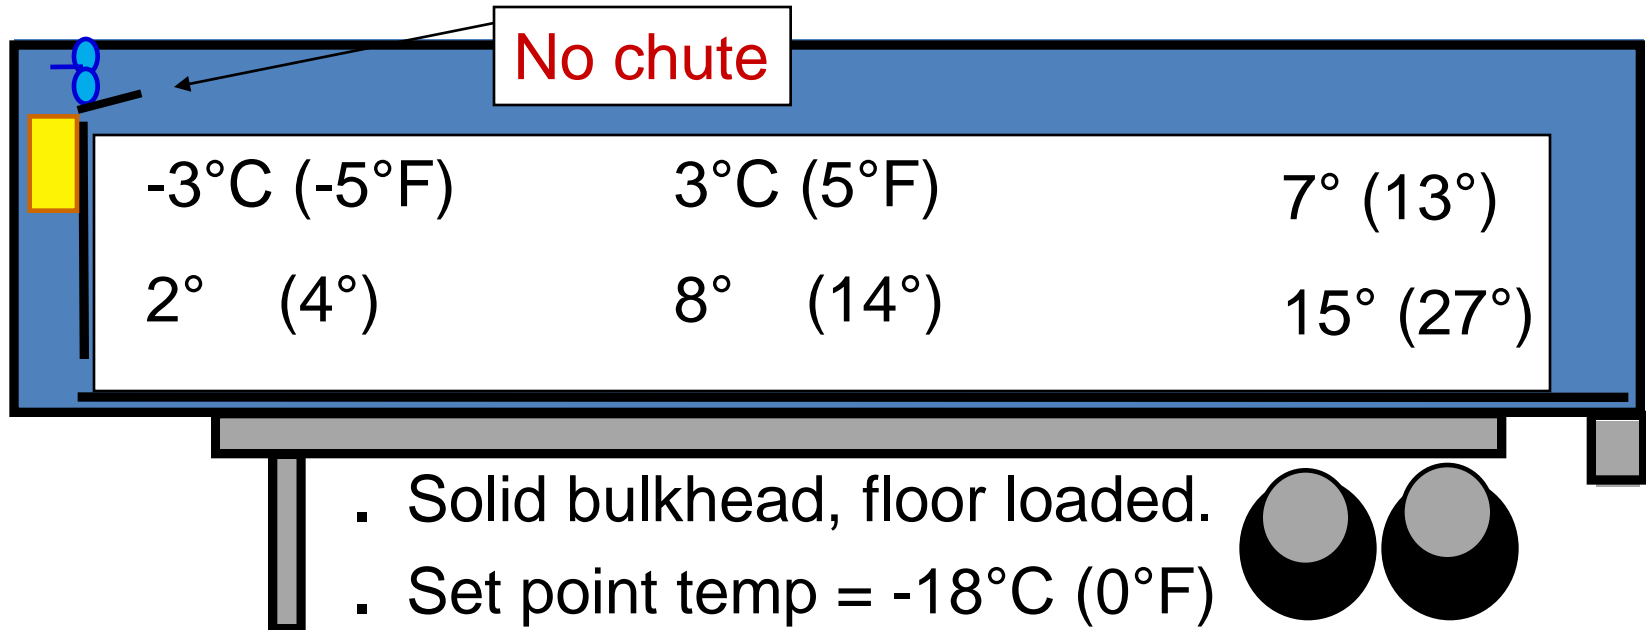 No chute
-3°C (-5°F) 3°C (5°F) 7° (13°)
2° (4°) 8° (14°) 15° (27°)
. Solid bulkhead, floor loaded.
. Set point temp = -18°C (0°F)